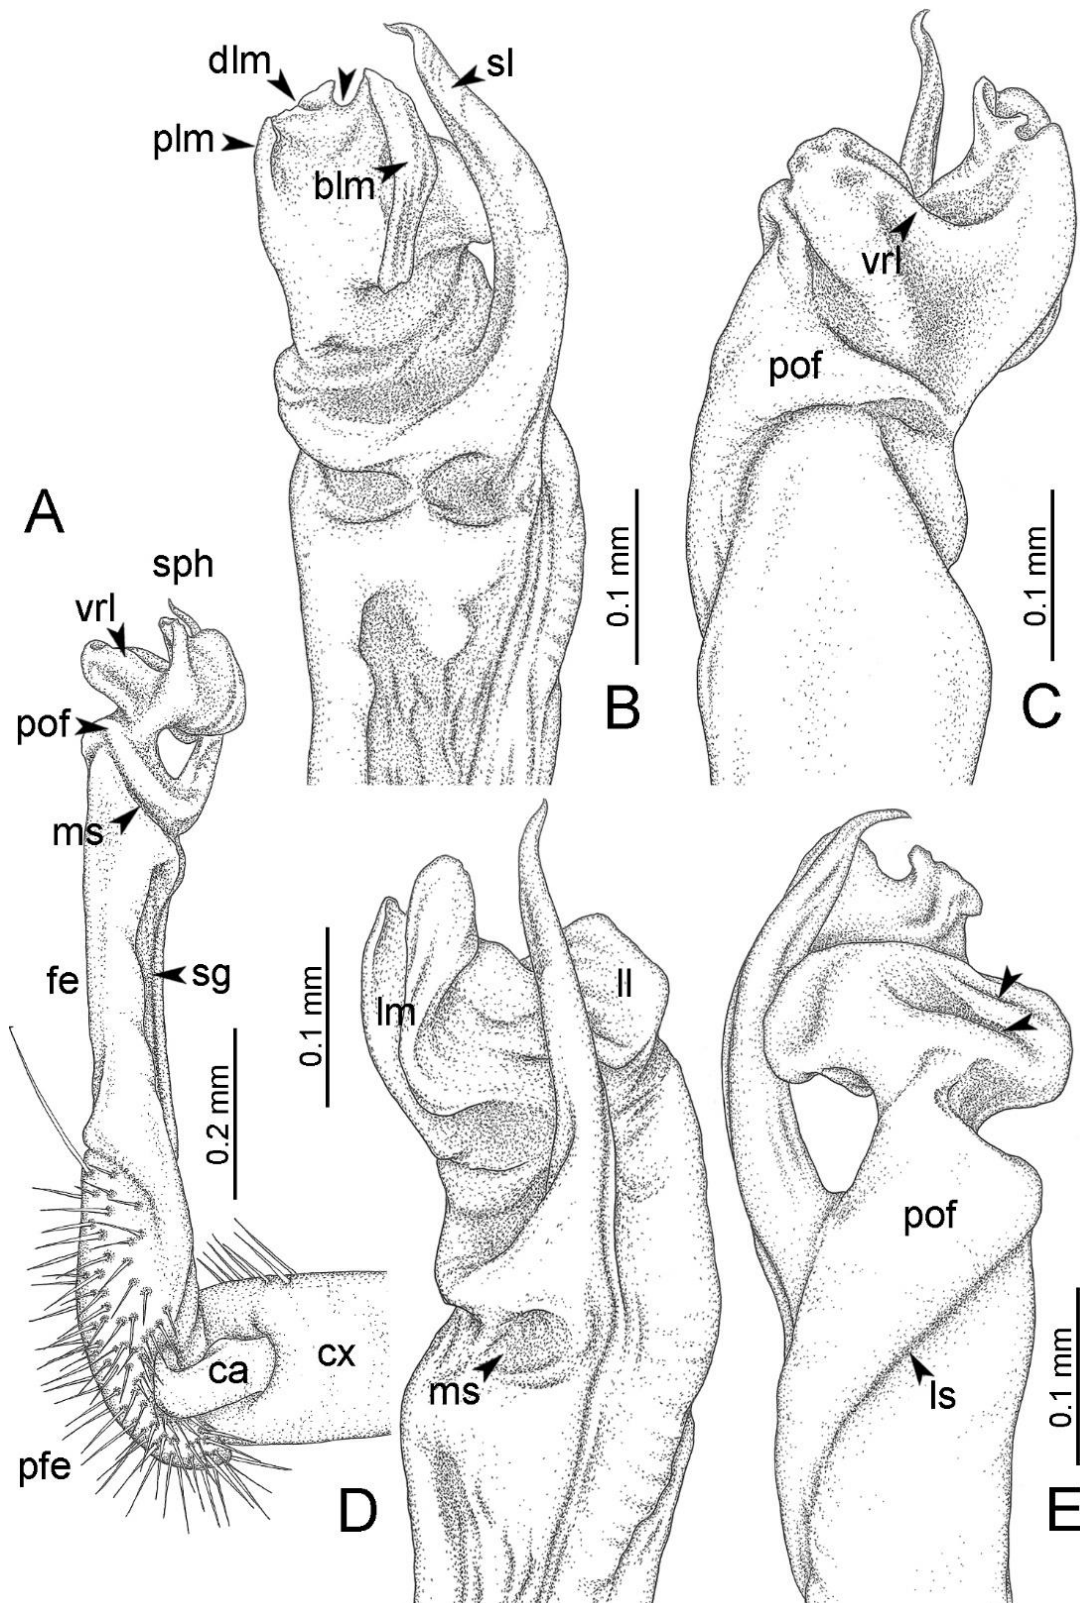 dlm
sl
plm
blm
vrl
pof
A
sph
vrl
0.1 mm
0.1 mm
B
C
pof
ms
fe
sg
0.2 mm
0.1 mm
lm
ll
pof
ca
cx
ms
ls
0.1 mm
pfe
D
E